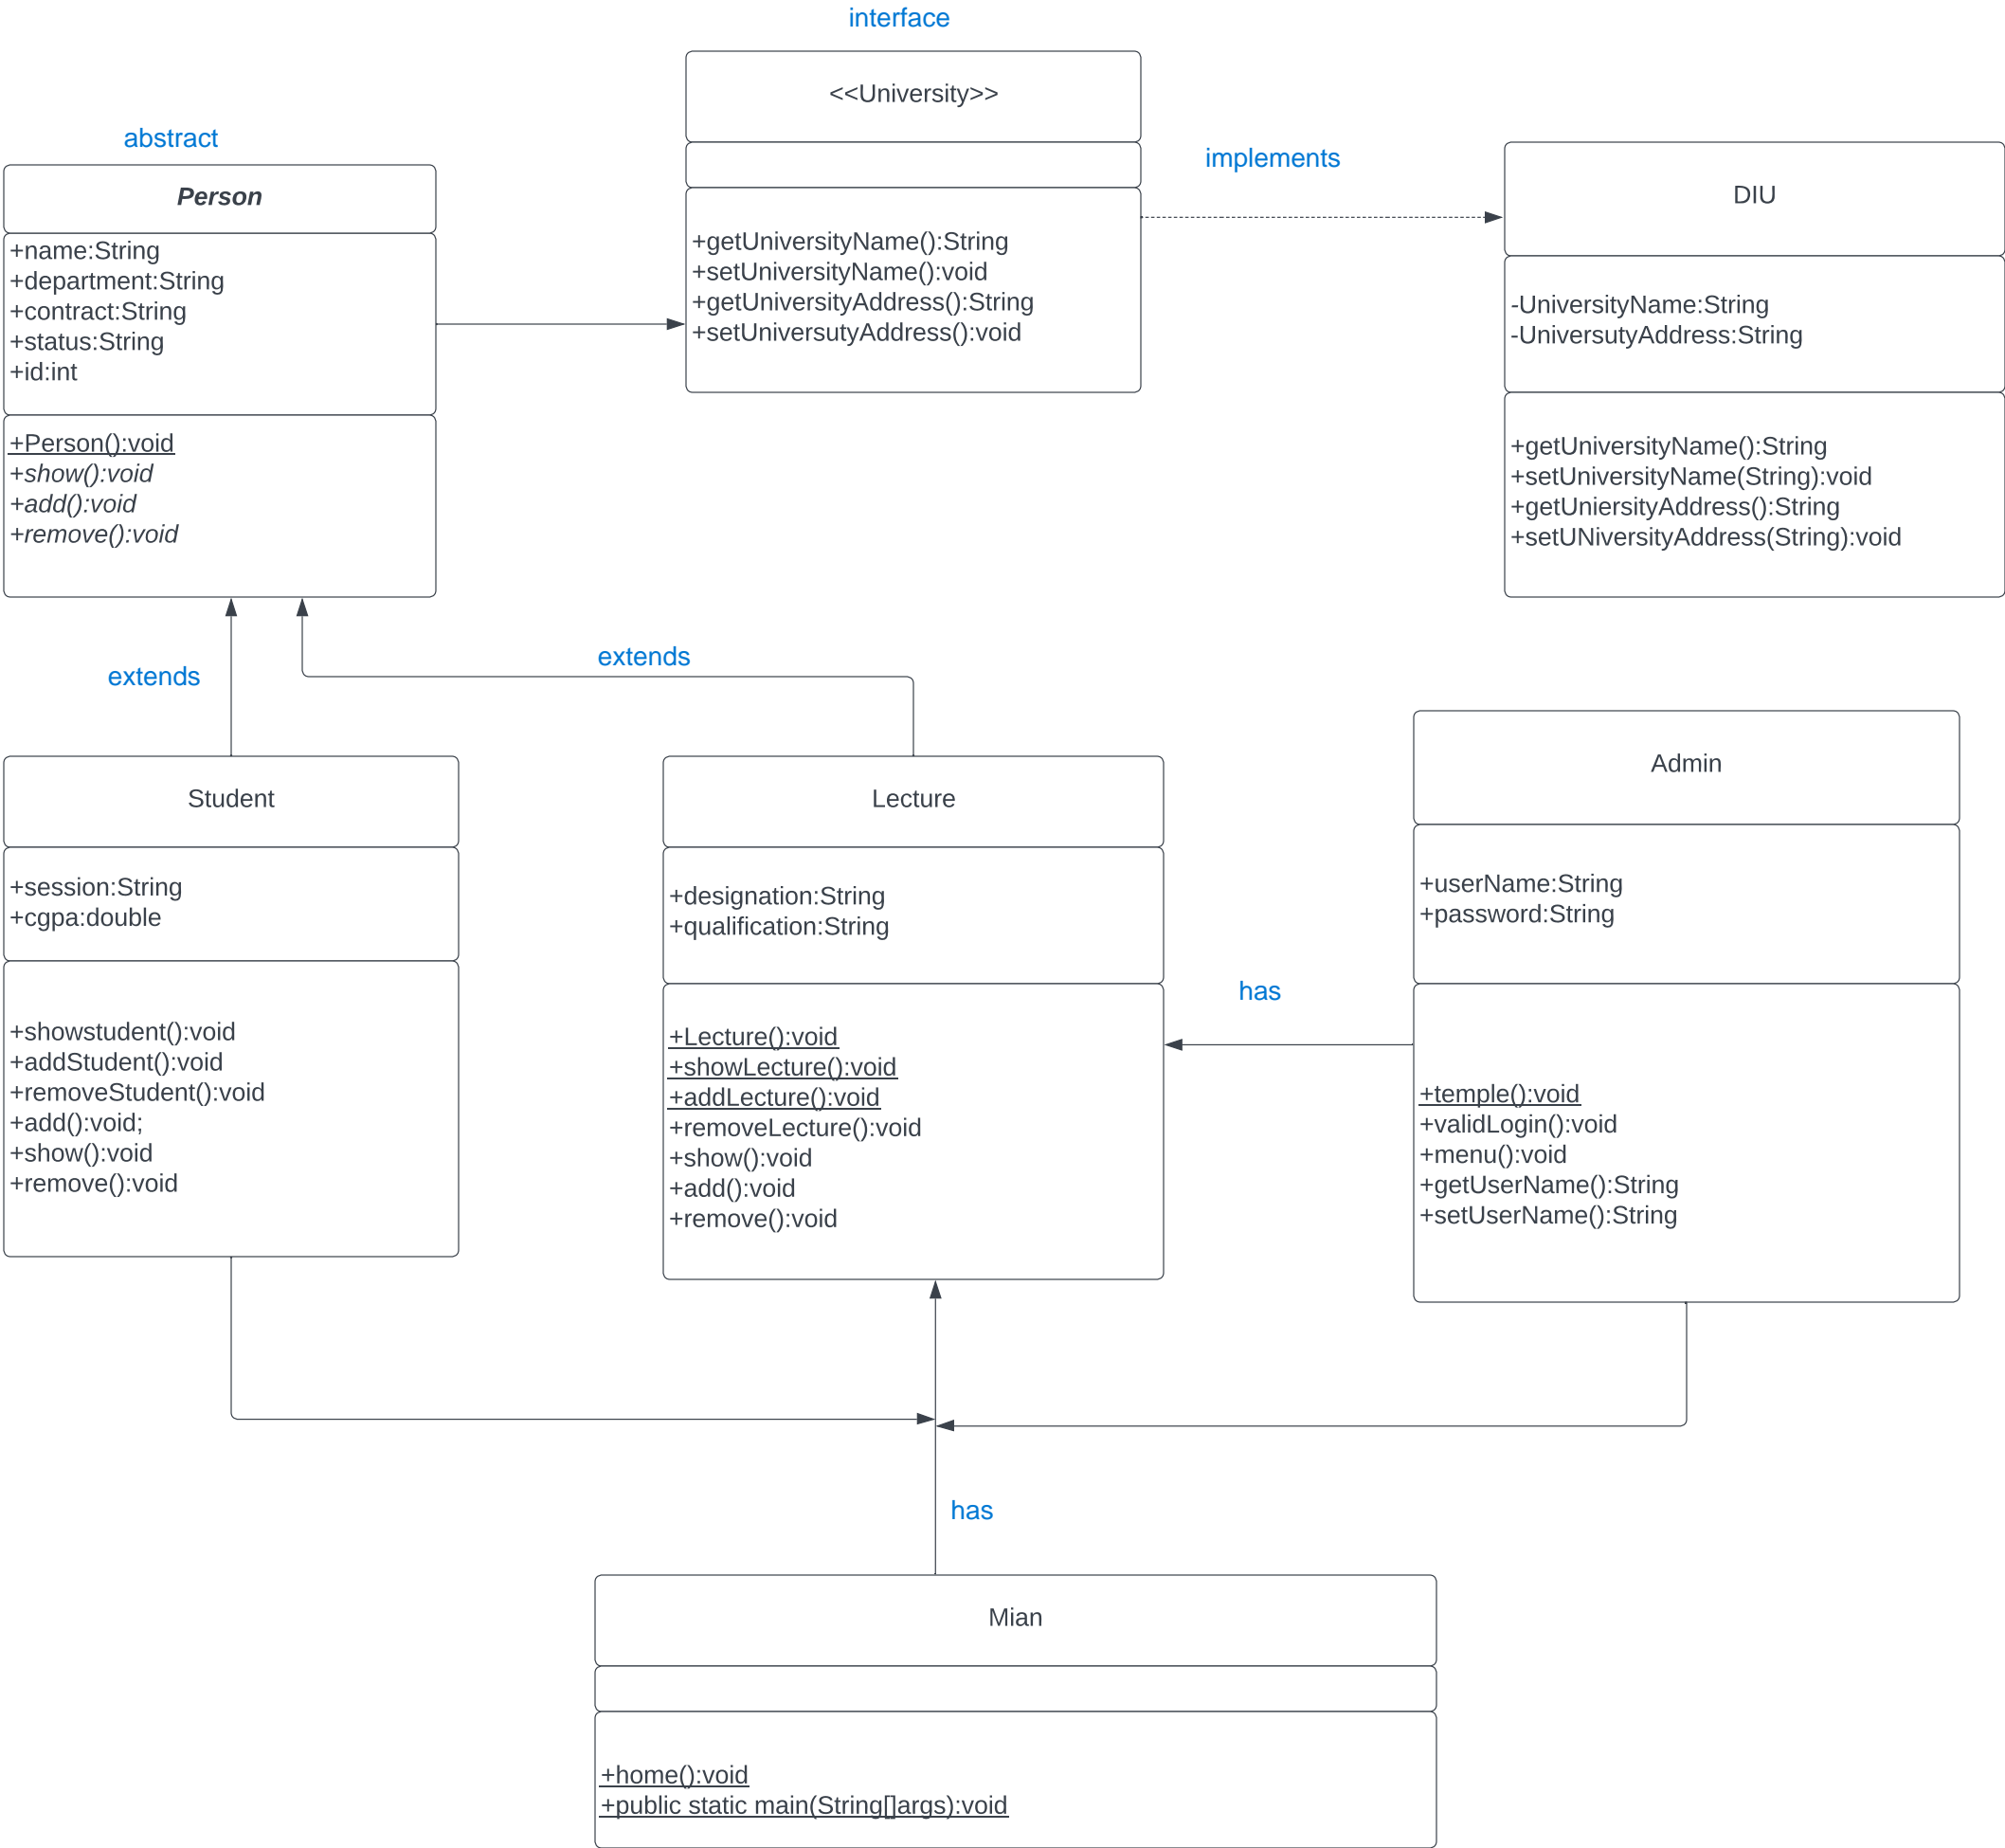 interface
<<University>>
+getUniversityName():String
+setUniversityName():void
+getUniversityAddress():String
+setUniversutyAddress():void
abstract
Person
+name:String
+department:String
+contract:String
+status:String
+id:int
+Person():void
+show():void
+add():void
+remove():void
implements
DIU
-UniversityName:String
-UniversutyAddress:String
+getUniversityName():String
+setUniversityName(String):void
+getUniersityAddress():String
+setUNiversityAddress(String):void
extends
extends
Student
+session:String
+cgpa:double
+showstudent():void
+addStudent():void
+removeStudent():void
+add():void;
+show():void
+remove():void
Lecture
+designation:String
+qualification:String
+Lecture():void
+showLecture():void
+addLecture():void
+removeLecture():void
+show():void
+add():void
+remove():void
has
Admin
+userName:String
+password:String
+temple():void
+validLogin():void
+menu():void
+getUserName():String
+setUserName():String
has
Mian
+home():void
+public static main(String[]args):void